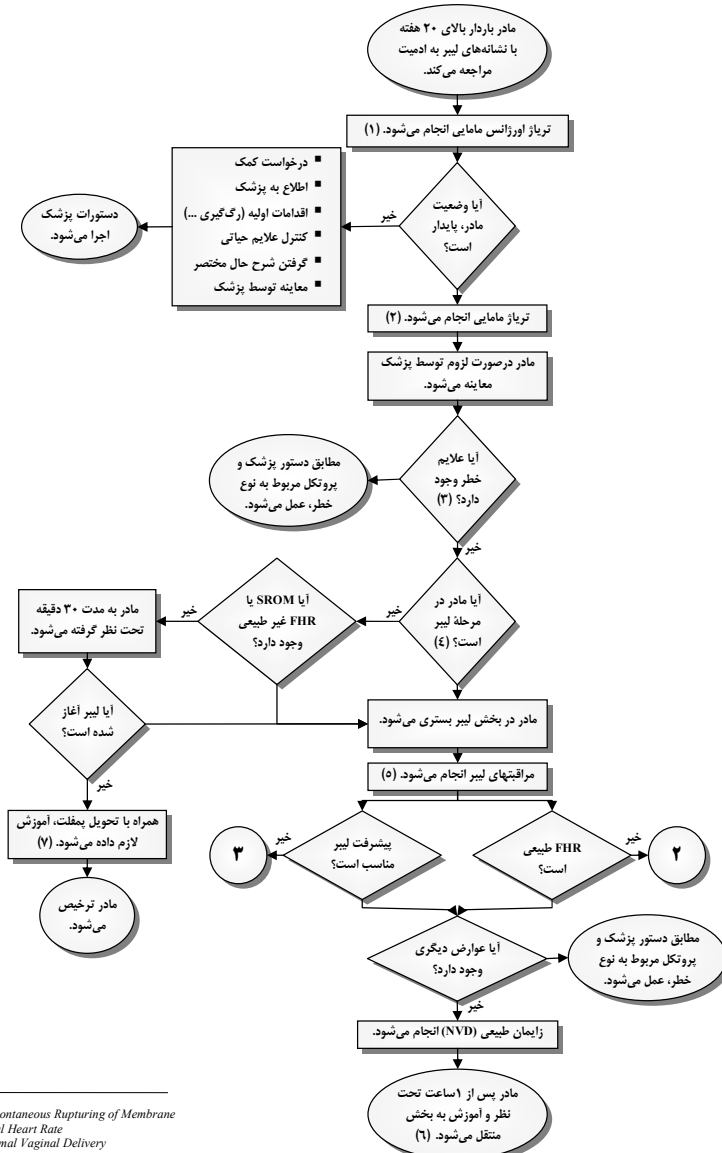 مادر باردار بالای ۲۰ هفته
با نشانه‌های لیبر به ادمیت
مراجعه می‌کند.
تریاژ اورژانس مامایی انجام می‌شود. (۱)
آیا وضعیت
مادر، پایدار
است؟
خیر
■ درخواست کمک
■ اطلاع به پزشک
■ اقدامات اولیه (رگ‌گیری ...)
■ کنترل علایم حیاتی
■ گرفتن شرح حال مختصر
■ معاینه توسط پزشک
دستورات پزشک
اجرا می‌شود.
تریاژ مامایی انجام می‌شود. (۲)
مادر درصورت لزوم توسط پزشک
معاینه می‌شود.
آیا علایم
خطر وجود
دارد؟ (۳)
مطابق دستور پزشک و
پروتکل مربوط به نوع
خطر، عمل می‌شود.
خیر
آیا مادر در
مرحلهٔ لیبر
است؟ (٤)
خیر
آیا SROM یا
FHR غیر طبیعی
وجود دارد؟
خیر
مادر به مدت ۳۰ دقیقه
تحت نظر گرفته می‌شود.
آیا لیبر آغاز
شده است؟
خیر
مادر در بخش لیبر بستری می‌شود.
مراقبتهای لیبر انجام می‌شود. (٥)
همراه با تحویل پمفلت، آموزش
لازم داده می‌شود. (۷)
مادر ترخیص
می‌شود.
FHR طبیعی
است؟
خیر
۲
پیشرفت لیبر
مناسب است؟
خیر
۳
آیا عوارض دیگری
وجود دارد؟
مطابق دستور پزشک و
پروتکل مربوط به نوع
خطر، عمل می‌شود.
خیر
زایمان طبیعی (NVD) انجام می‌شود.
مادر پس از ۱ساعت تحت
نظر و آموزش به بخش
منتقل می‌شود. (٦)
ontaneous Rupturing of Membrane
l Heart Rate
mal Vaginal Delivery